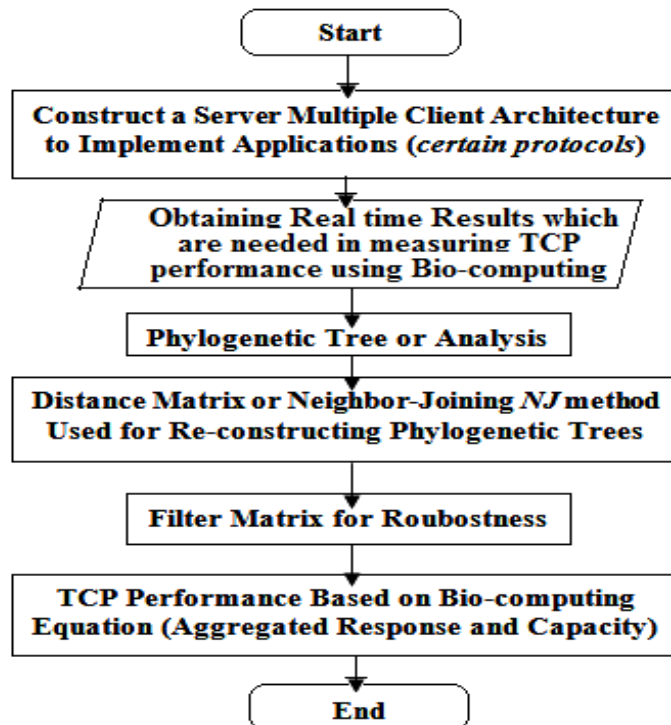 Start
Construct a Server Multiple Client Architecture
to Implement Applications (certain protocols)
Obtaining Real time Results which
are needed in measuring TCP
performance using Bio-computing
Phylogenetic Tree or Analysis
Distance Matrix or Neighbor-Joining NJ method
Used for Re-constructing Phylogenetic Trees
Filter Matrix for Roubostness
TCP Performance Based on Bio-computing
Equation (Aggregated Response and Capacity)
End